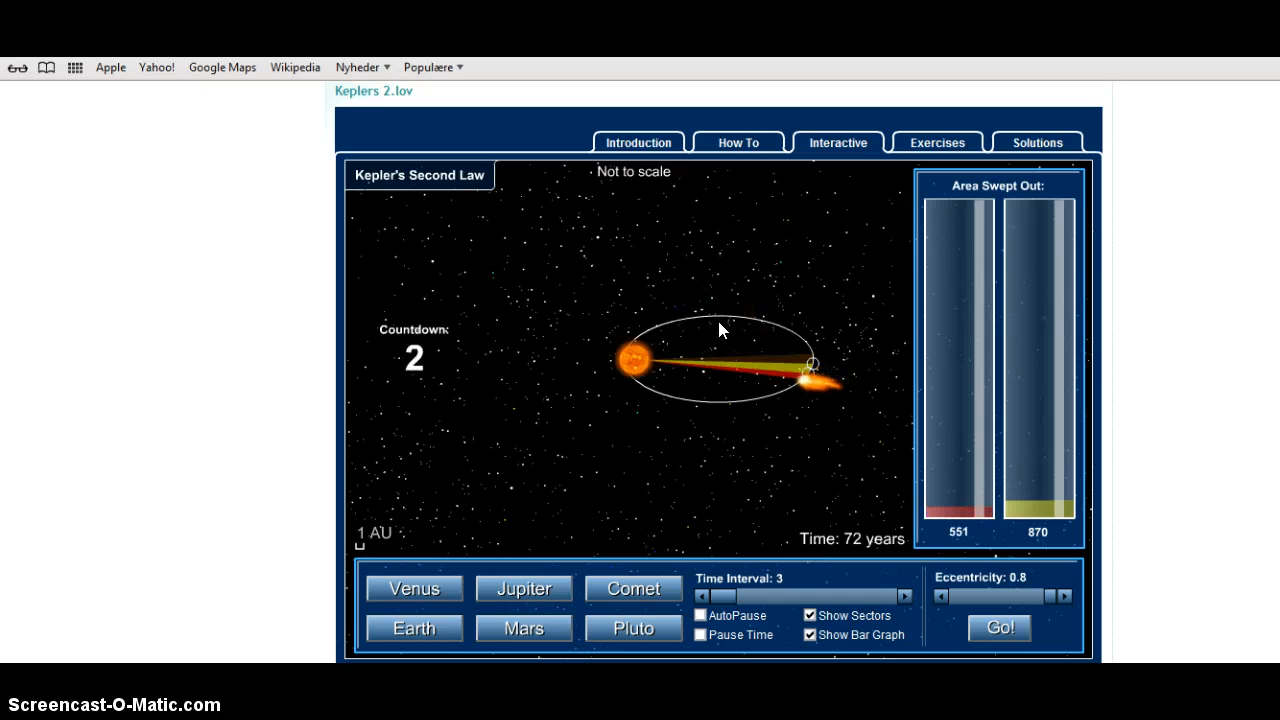 Apple Yahoo! Google Maps Wikipedia Nyheder Populære
Keplers 2.lov
Introduction How To Interactive Exercises Solutions
Kepler's Second Law
Not to scale
Area Swept Out:
Countdown:
2
551 870
1 AU
Time: 72 years
Venus Jupiter Comet
Earth Mars Pluto
Time Interval: 3
AutoPause Show Sectors
Pause Time Show Bar Graph
Eccentricity: 0.8
Go!
Screencast-O-Matic.com